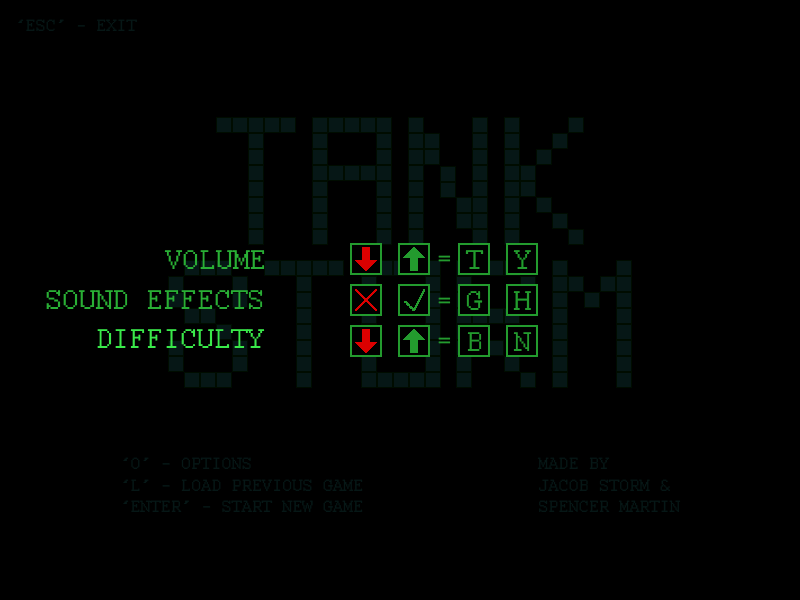 'ESC' - EXIT
TANK
STORM
VOLUME = T Y
SOUND EFFECTS = G H
DIFFICULTY = B N
'O' - OPTIONS
'L' - LOAD PREVIOUS GAME
'ENTER' - START NEW GAME
MADE BY
JACOB STORM &
SPENCER MARTIN